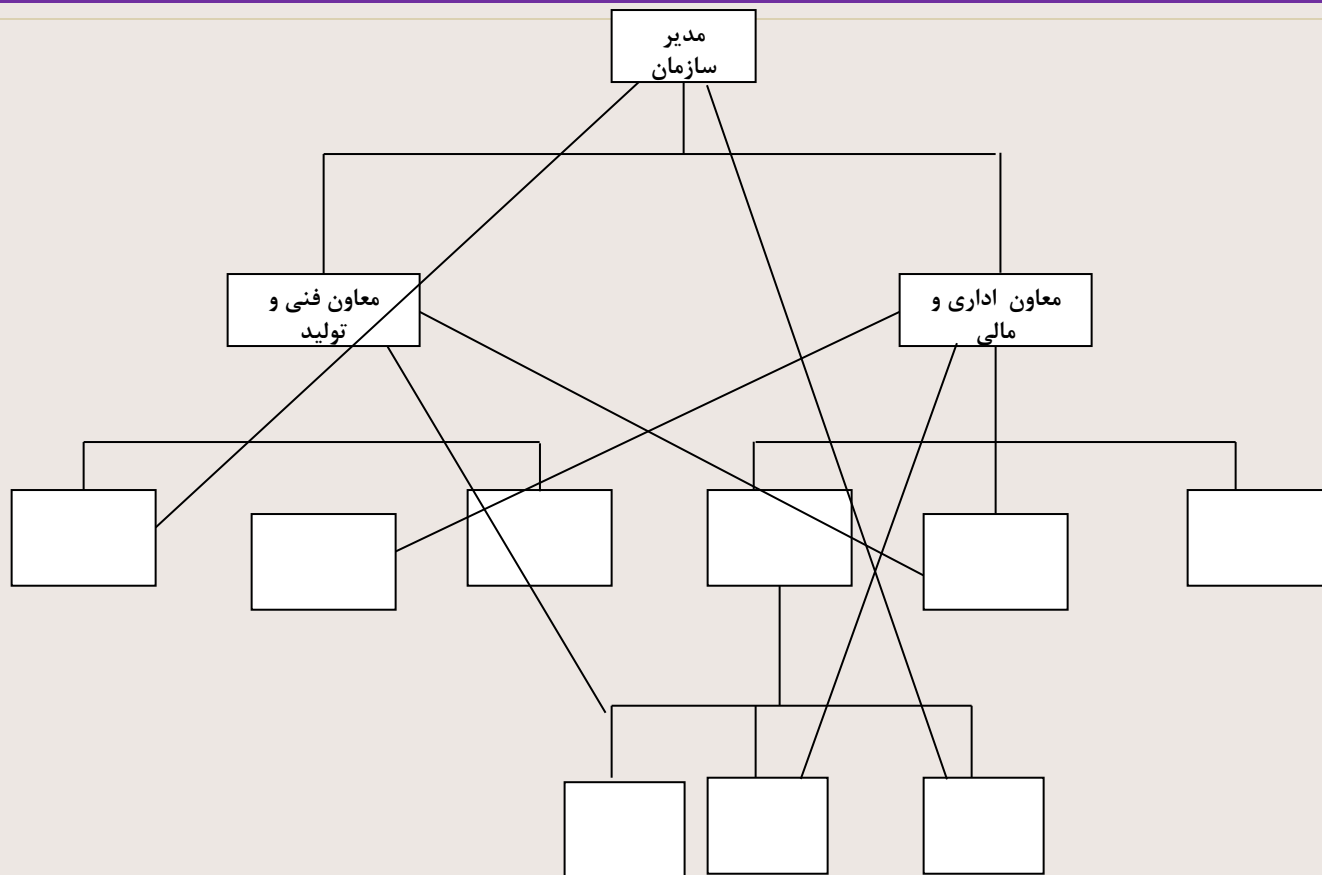 مدیر
سازمان
معاون فنی و
تولید
معاون اداری و
مالی